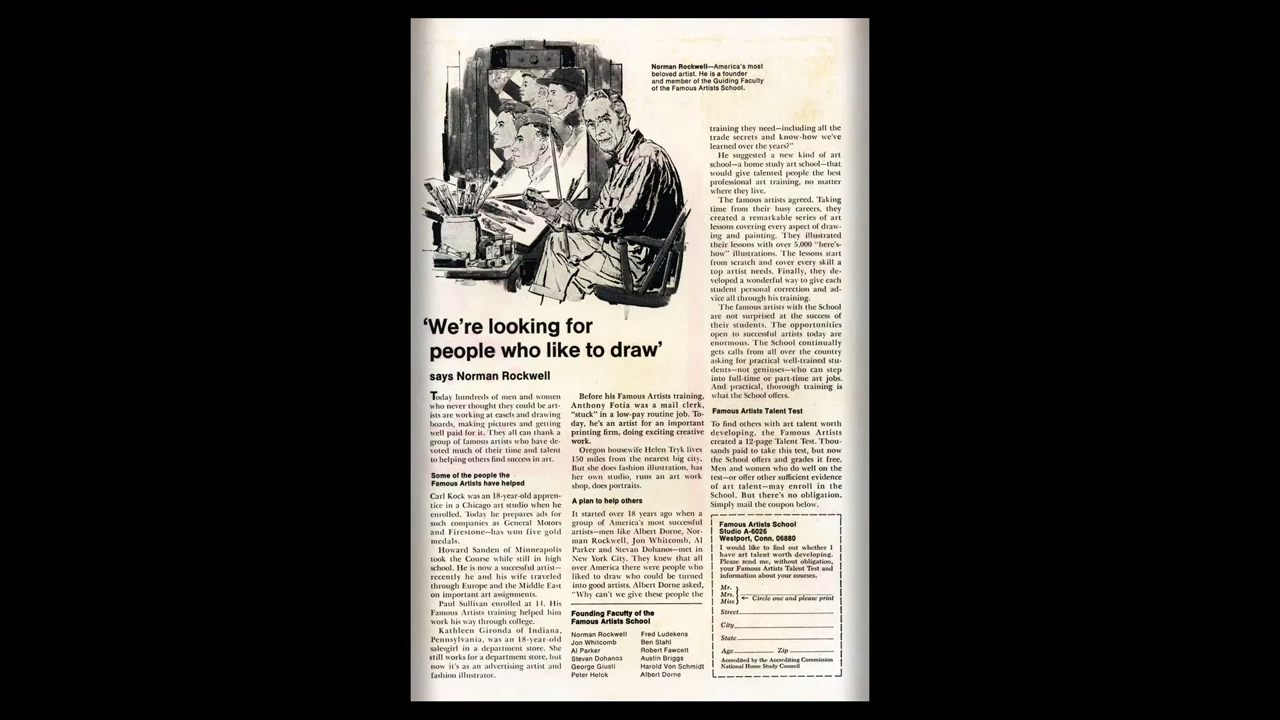 Norman Rockwell—America's most
beloved artist. He is a founder
and member of the Guiding Faculty
of the Famous Artists School.
'We're looking for
people who like to draw'
says Norman Rockwell
Today hundreds of men and women
who never thought they could be art-
ists are working at easels and drawing
boards, making pictures and getting
well paid for it. They all can thank a
group of famous artists who have de-
voted much of their time and talent
to helping others find success in art.
Some of the people the
Famous Artists have helped
Carl Kock was an 18-year-old appren-
tice in a Chicago art studio when he
enrolled. Today he prepares ads for
such companies as General Motors
and Firestone—has won five gold
medals.
Howard Sanden of Minneapolis
took the Course while still in high
school. He is now a successful artist—
recently he and his wife traveled
through Europe and the Middle East
on important art assignments.
Paul Sullivan enrolled at 14. His
Famous Artists training helped him
work his way through college.
Kathleen Gironda of Indiana,
Pennsylvania, was an 18-year-old
salesgirl in a department store. She
still works for a department store, but
now it's as an advertising artist and
fashion illustrator.
Before his Famous Artists training,
Anthony Fotia was a mail clerk,
"stuck" in a low-pay routine job. To-
day, he's an artist for an important
printing firm, doing exciting creative
work.
Oregon housewife Helen Tryk lives
150 miles from the nearest big city.
But she does fashion illustration, has
her own studio, runs an art work
shop, does portraits.
A plan to help others
It started over 18 years ago when a
group of America's most successful
artists—men like Albert Dorne, Nor-
man Rockwell, Jon Whitcomb, Al
Parker and Stevan Dohanos—met in
New York City. They knew that all
over America there were people who
liked to draw who could be turned
into good artists. Albert Dorne asked,
"Why can't we give these people the
Founding Faculty of the
Famous Artists School
Norman Rockwell
Jon Whitcomb
Al Parker
Stevan Dohanos
George Giusti
Peter Helck
Fred Ludekens
Ben Stahl
Robert Fawcett
Austin Briggs
Harold Von Schmidt
Albert Dorne
training they need—including all the
trade secrets and know-how we've
learned over the years?"
He suggested a new kind of art
school—a home study art school—that
would give talented people the best
professional art training, no matter
where they live.
The famous artists agreed. Taking
time from their busy careers, they
created a remarkable series of art
lessons covering every aspect of draw-
ing and painting. They illustrated
their lessons with over 5,000 "here's-
how" illustrations. The lessons start
from scratch and cover every skill a
top artist needs. Finally, they de-
veloped a wonderful way to give each
student personal correction and ad-
vice all through his training.
The famous artists with the School
are not surprised at the success of
their students. The opportunities
open to successful artists today are
enormous. The School continually
gets calls from all over the country
asking for practical well-trained stu-
dents—not geniuses—who can step
into full-time or part-time art jobs.
And practical, thorough training is
what the School offers.
Famous Artists Talent Test
To find others with art talent worth
developing, the Famous Artists
created a 12-page Talent Test. Thou-
sands paid to take this test, but now
the School offers and grades it free.
Men and women who do well on the
test—or offer other sufficient evidence
of art talent—may enroll in the
School. But there's no obligation.
Simply mail the coupon below.
Famous Artists School
Studio A-6026
Westport, Conn. 06880
I would like to find out whether I
have art talent worth developing.
Please send me, without obligation,
your Famous Artists Talent Test and
information about your courses.
Mr.
Mrs.
Miss
← Circle one and please print
Street
City
State
Age Zip
Accredited by the Accrediting Commission
National Home Study Council